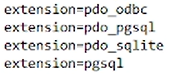 extension=pdo_odbc
extension=pdo_pgsql
extension=pdo_sqlite
extension=pgsql